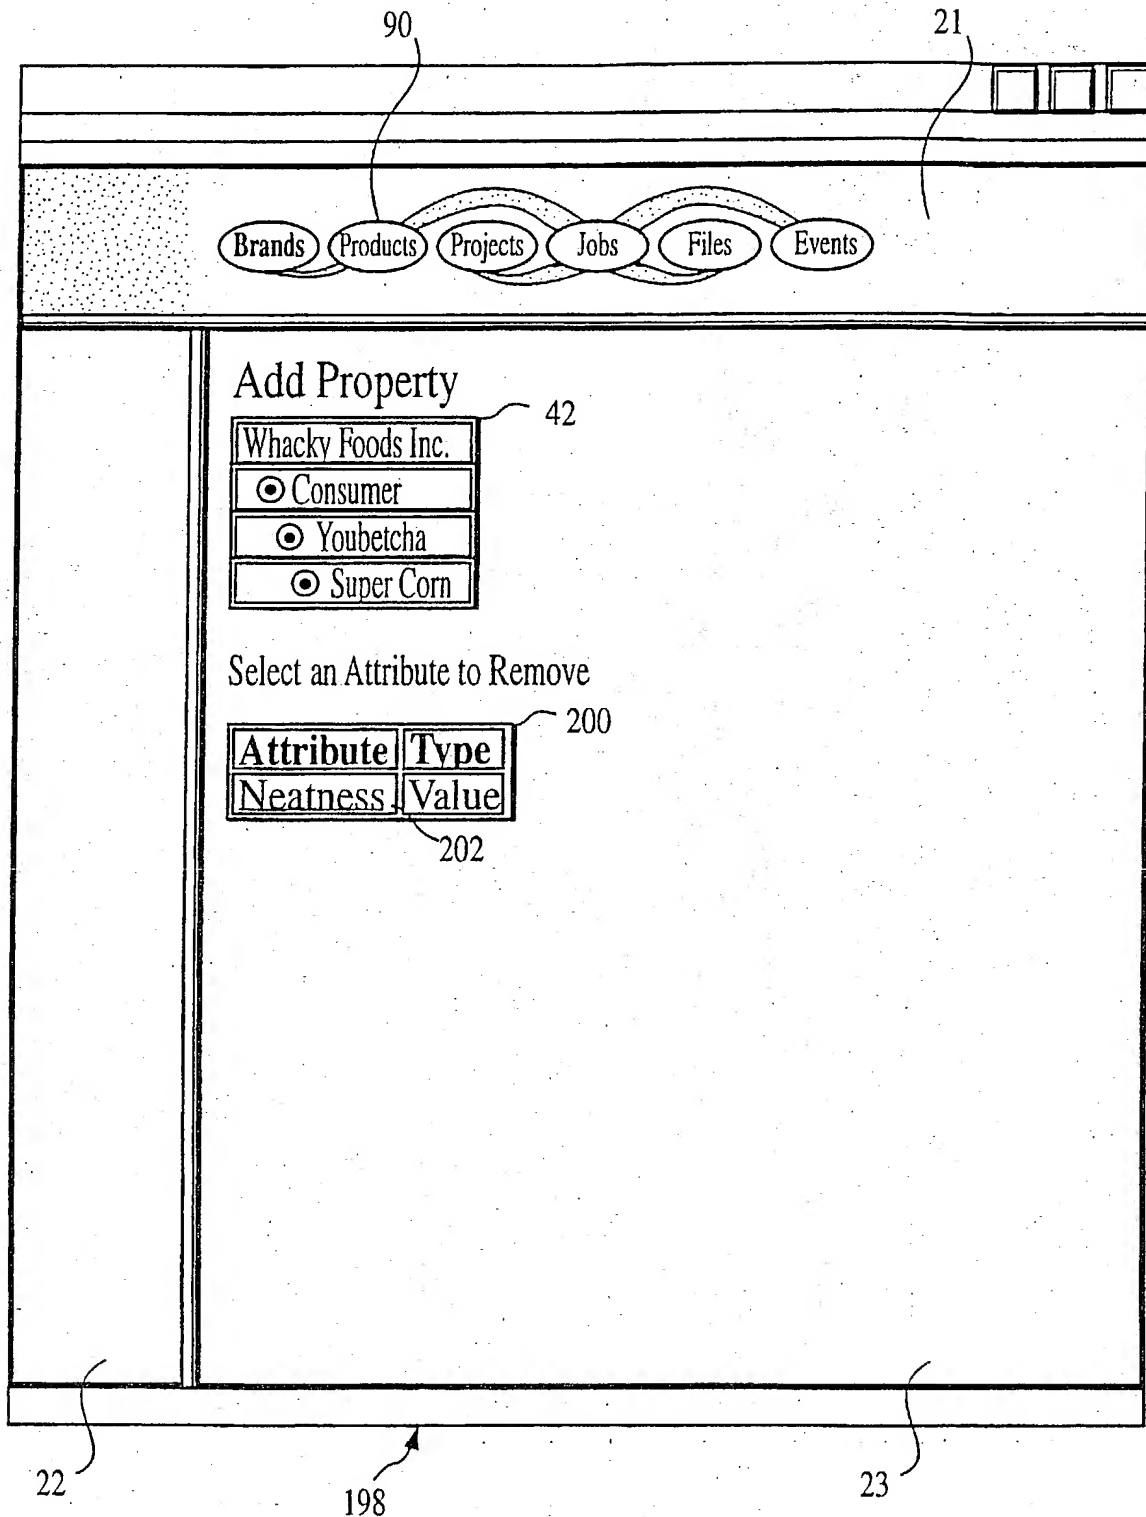 90
21
Brands Products Projects Jobs Files Events
Add Property
42
Whacky Foods Inc.
Consumer
Youbetcha
Super Corn
Select an Attribute to Remove
200
Attribute Type
Neatness Value
202
22
198
23